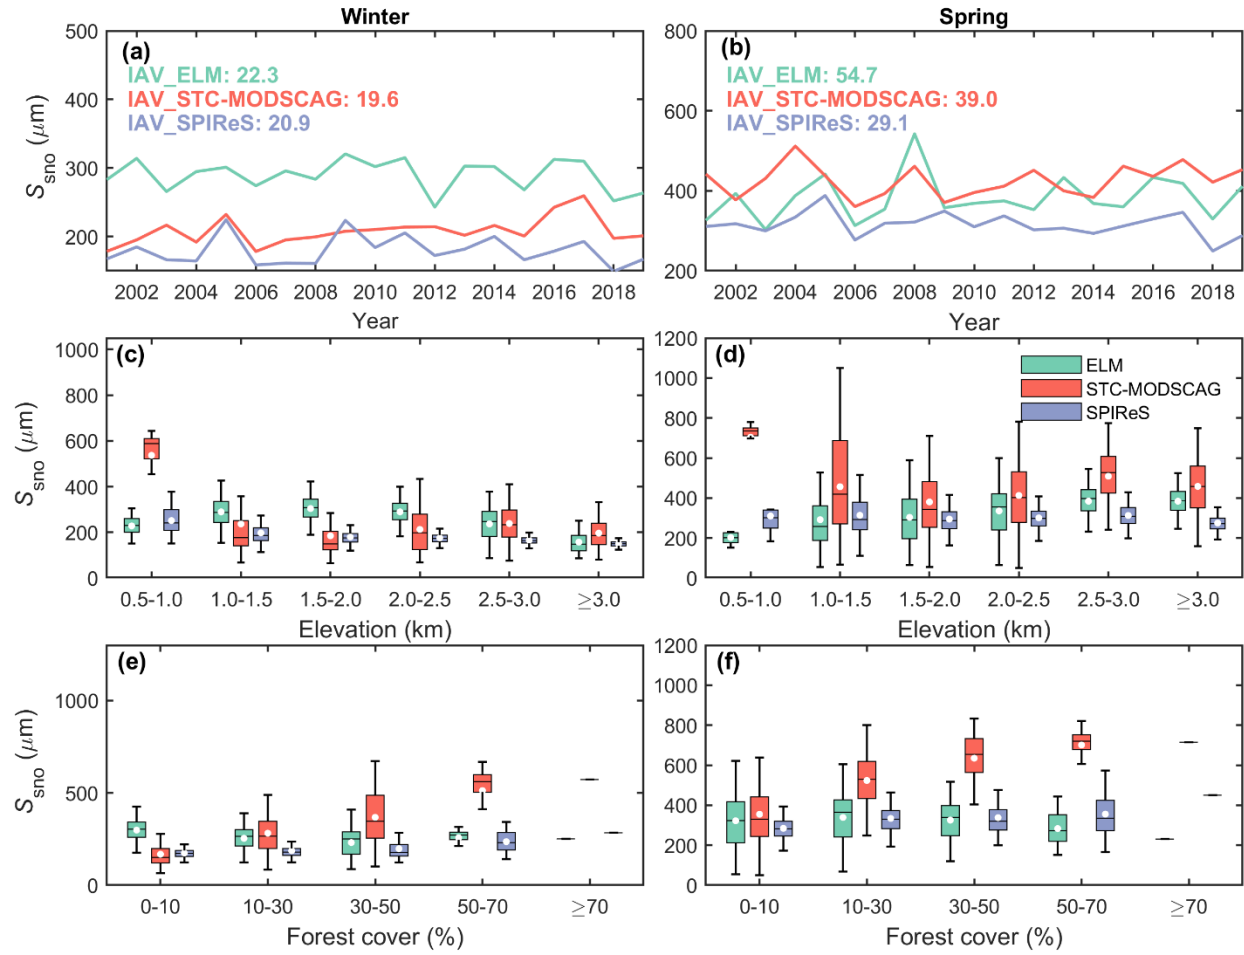 Winter
Spring
(a)
IAV_ELM: 22.3
IAV_STC-MODSCAG: 19.6
IAV_SPIReS: 20.9
500
400
300
200
S_sno (μm)
2002 2004 2006 2008 2010 2012 2014 2016 2018
Year
(b)
IAV_ELM: 54.7
IAV_STC-MODSCAG: 39.0
IAV_SPIReS: 29.1
800
600
400
200
2002 2004 2006 2008 2010 2012 2014 2016 2018
Year
(c)
1000
800
600
400
200
0
S_sno (μm)
0.5-1.0 1.0-1.5 1.5-2.0 2.0-2.5 2.5-3.0 ≥3.0
Elevation (km)
(d)
ELM
STC-MODSCAG
SPIReS
1200
1000
800
600
400
200
0
0.5-1.0 1.0-1.5 1.5-2.0 2.0-2.5 2.5-3.0 ≥3.0
Elevation (km)
(e)
1000
500
0
S_sno (μm)
0-10 10-30 30-50 50-70 ≥70
Forest cover (%)
(f)
1200
1000
800
600
400
200
0
0-10 10-30 30-50 50-70 ≥70
Forest cover (%)